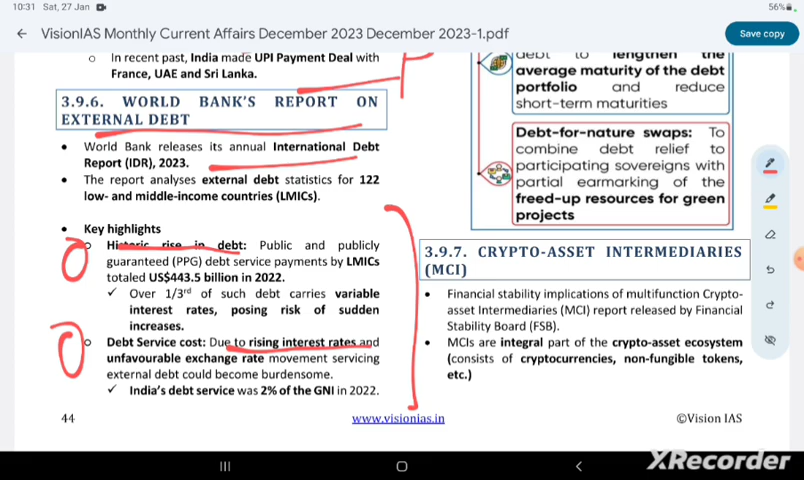 10:31 Sat, 27 Jan
56%
VisionIAS Monthly Current Affairs December 2023 December 2023-1.pdf
Save copy
o In recent past, India made UPI Payment Deal with
France, UAE and Sri Lanka.
3.9.6. WORLD BANK'S REPORT ON
EXTERNAL DEBT
• World Bank releases its annual International Debt
Report (IDR), 2023.
• The report analyses external debt statistics for 122
low- and middle-income countries (LMICs).
• Key highlights
o Historic rise in debt: Public and publicly
guaranteed (PPG) debt service payments by LMICs
totaled US$443.5 billion in 2022.
✓ Over 1/3rd of such debt carries variable
interest rates, posing risk of sudden
increases.
o Debt Service cost: Due to rising interest rates and
unfavourable exchange rate movement servicing
external debt could become burdensome.
✓ India's debt service was 2% of the GNI in 2022.
debt to lengthen the
average maturity of the debt
portfolio and reduce
short-term maturities
Debt-for-nature swaps: To
combine debt relief to
participating sovereigns with
partial earmarking of the
freed-up resources for green
projects
3.9.7. CRYPTO-ASSET INTERMEDIARIES
(MCI)
• Financial stability implications of multifunction Crypto-
asset Intermediaries (MCI) report released by Financial
Stability Board (FSB).
• MCIs are integral part of the crypto-asset ecosystem
(consists of cryptocurrencies, non-fungible tokens,
etc.)
44
www.visionias.in
©Vision IAS
XRecorder